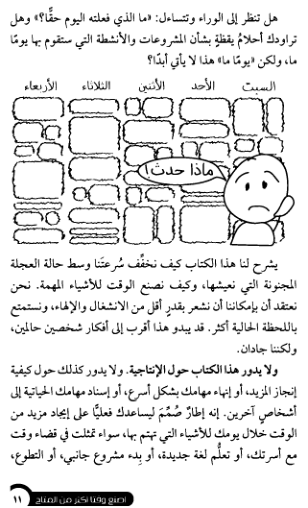 هل تنظر إلى الوراء وتتساءل: «ما الذي فعلته اليوم حقًّا؟» وهل
تراودك أحلامُ يقظةٍ بشأن المشروعات والأنشطة التي ستقوم بها يومًا
ما، ولكن «يومًا ما» هذا لا يأتي أبدًا؟
السبت الأحد الأثنين الثلاثاء الأربعاء
ماذا حدث؟!
يشرح لنا هذا الكتاب كيف نخفِّف سُرعتَنا وسط حالة العجلة
المجنونة التي نعيشها، وكيف نصنع الوقت للأشياء المهمة. نحن
نعتقد أن بإمكاننا أن نشعر بقدرٍ أقل من الانشغال والإلهاء، ونستمتع
باللحظة الحالية أكثر. قد يبدو هذا أقرب إلى أفكار شخصين حالمين،
ولكننا جادان.
ولا يدور هذا الكتاب حول الإنتاجية. ولا يدور كذلك حول كيفية
إنجاز المزيد، أو إنهاء مهامك بشكل أسرع، أو إسناد مهامك الحياتية إلى
أشخاصٍ آخرين. إنه إطارٌ صُمِّمَ ليساعدك فعليًّا على إيجاد مزيد من
الوقت خلال يومك للأشياء التي تهتم بها، سواء تمثلت في قضاء وقت
مع أسرتك، أو تعلُّم لغة جديدة، أو بدء مشروع جانبي، أو التطوع،
اصنع وقتًا أكثر من المتاح ١١